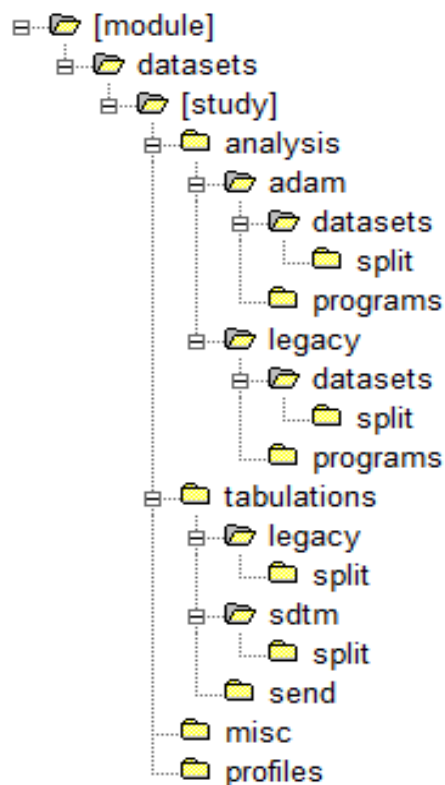 [module]
datasets
[study]
analysis
adam
datasets
split
programs
legacy
datasets
split
programs
tabulations
legacy
split
sdtm
split
send
misc
profiles